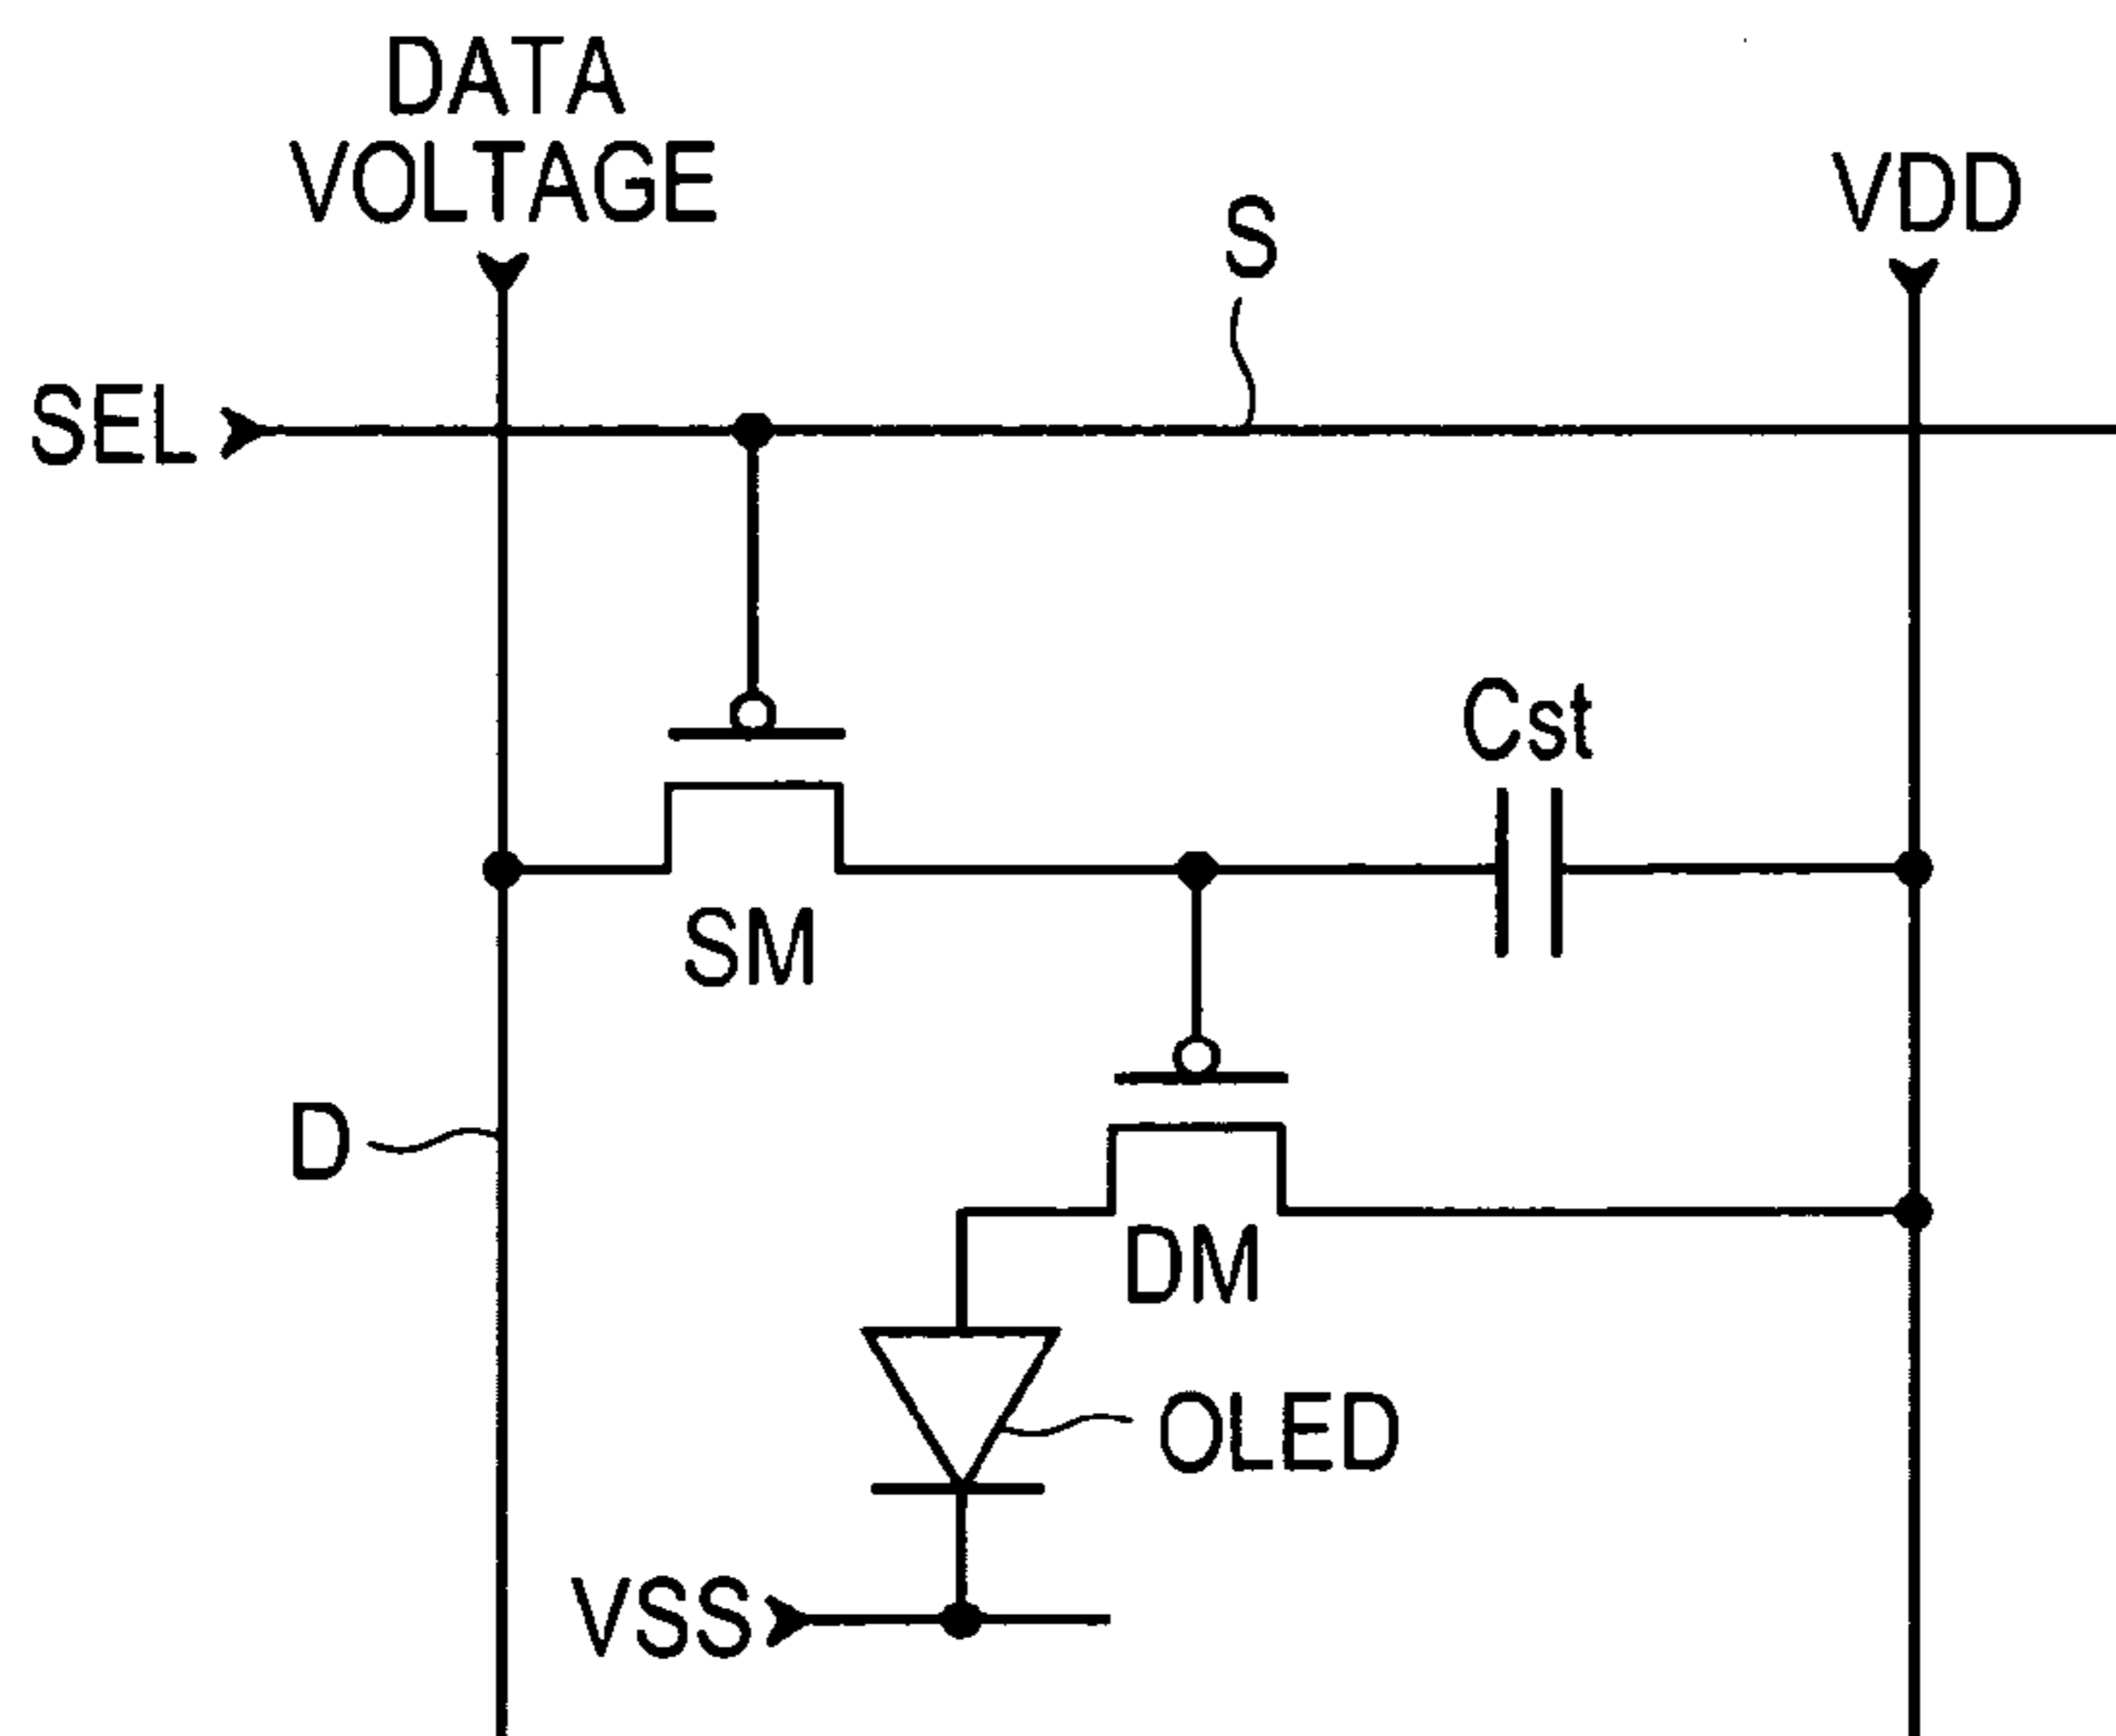 DATA
VOLTAGE
VDD
S
SEL
Cst
SM
D
DM
OLED
VSS